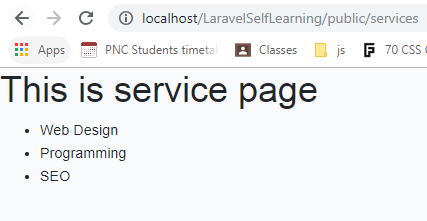 localhost/LaravelSelfLearning/public/services
Apps PNC Students timetal Classes js 70 CSS
This is service page
Web Design
Programming
SEO